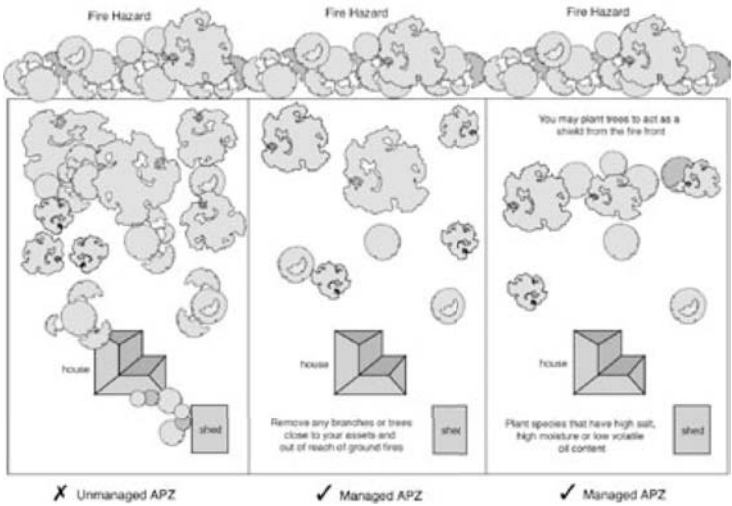 Fire Hazard
Fire Hazard
Fire Hazard
You may plant trees to act as a
shield from the fire front
house
shed
house
Remove any branches or trees
close to your assets and
out of reach of ground fires
shed
house
Plant species that have high salt,
high moisture or low volatile
oil content
shed
✗ Unmanaged APZ
✓ Managed APZ
✓ Managed APZ